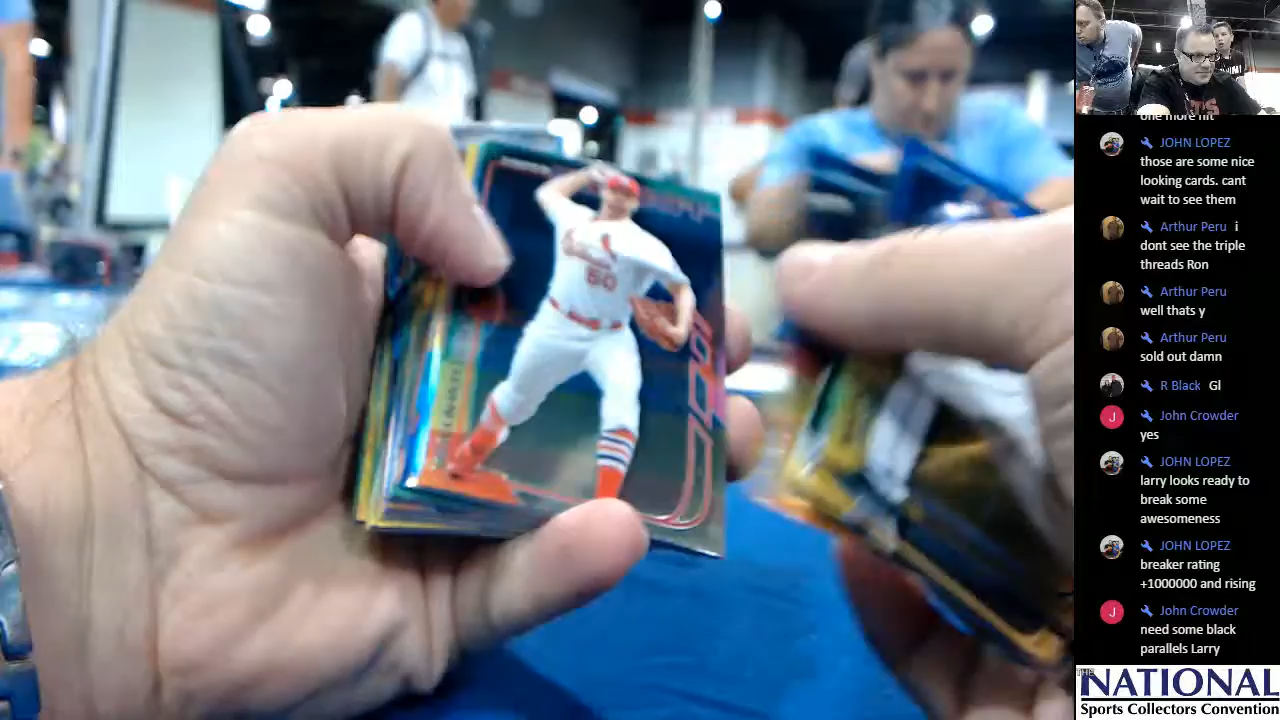 one more hit
JOHN LOPEZ
those are some nice
looking cards. cant
wait to see them
Arthur Peru i
dont see the triple
threads Ron
Arthur Peru
well thats y
Arthur Peru
sold out damn
R Black Gl
John Crowder
yes
J
JOHN LOPEZ
larry looks ready to
break some
awesomeness
JOHN LOPEZ
breaker rating
+1000000 and rising
John Crowder
J
need some black
parallels Larry
THE
NATIONAL
Sports Collectors Convention
Cardinals
50